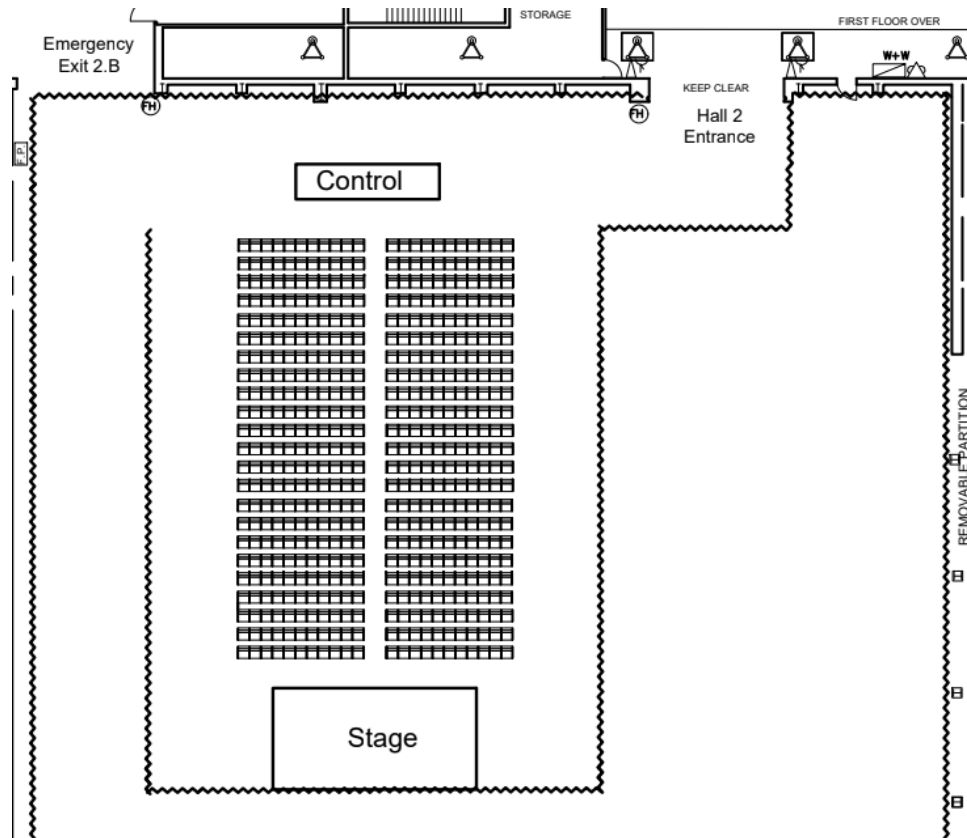 STORAGE
FIRST FLOOR OVER
Emergency
Exit 2.B
W+W
KEEP CLEAR
FH
FH
Hall 2
Entrance
F.P.
Control
REMOVABLE PARTITION
Stage